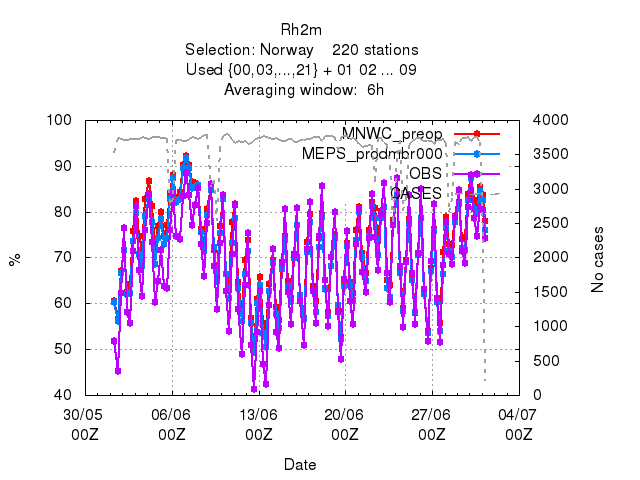 Rh2m
Selection: Norway    220 stations
Used {00,03,...,21} + 01 02 ... 09
Averaging window:  6h
100
90
80
70
60
50
40
%
4000
3500
3000
2500
2000
1500
1000
500
0
No cases
MNWC_preop
MEPS_prodmbr000
OBS
CASES
30/05 06/06 13/06 20/06 27/06 04/07
00Z 00Z 00Z 00Z 00Z 00Z
Date